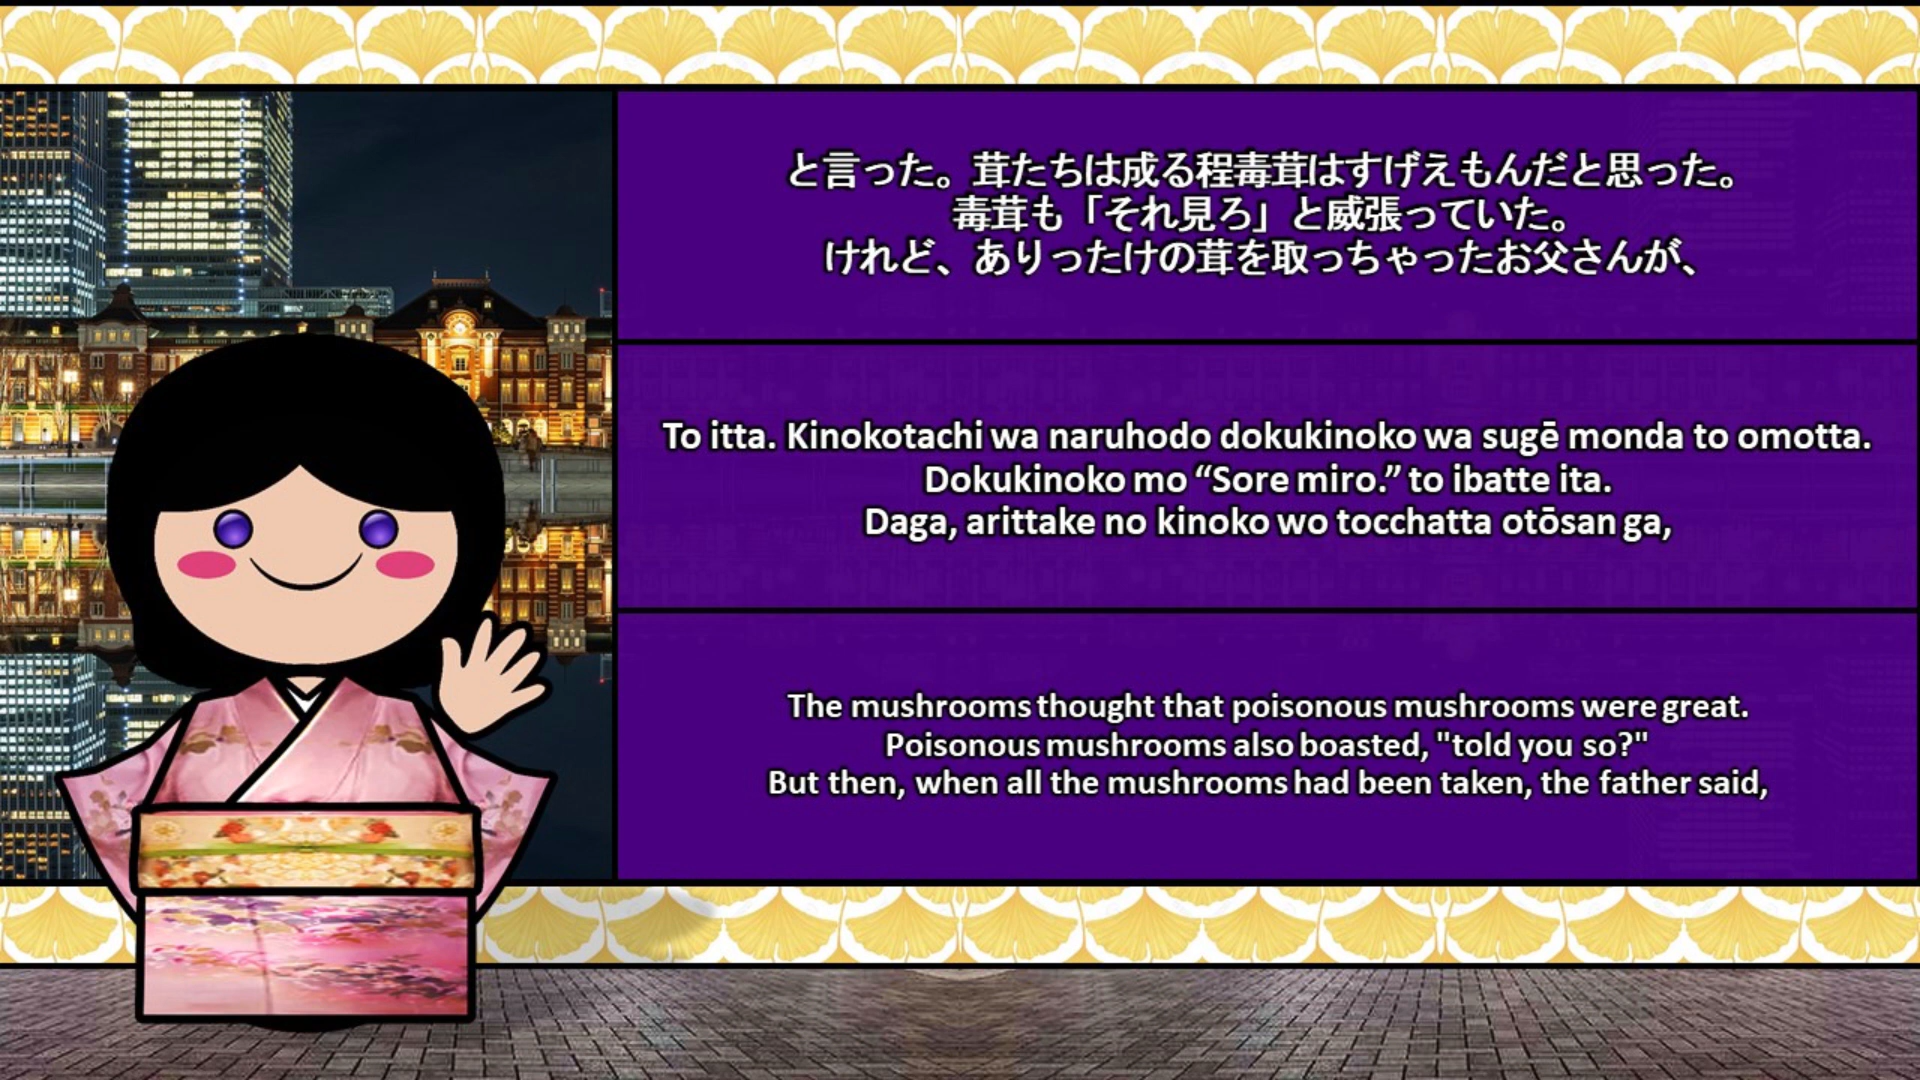 と言った。茸たちは成る程毒茸はすげえもんだと思った。
毒茸も「それ見ろ」と威張っていた。
けれど、ありったけの茸を取っちゃったお父さんが、
To itta. Kinokotachi wa naruhodo dokukinoko wa sugē monda to omotta.
Dokukinoko mo “Sore miro.” to ibatte ita.
Daga, arittake no kinoko wo tocchatta otōsan ga,
The mushrooms thought that poisonous mushrooms were great.
Poisonous mushrooms also boasted, "told you so?"
But then, when all the mushrooms had been taken, the father said,